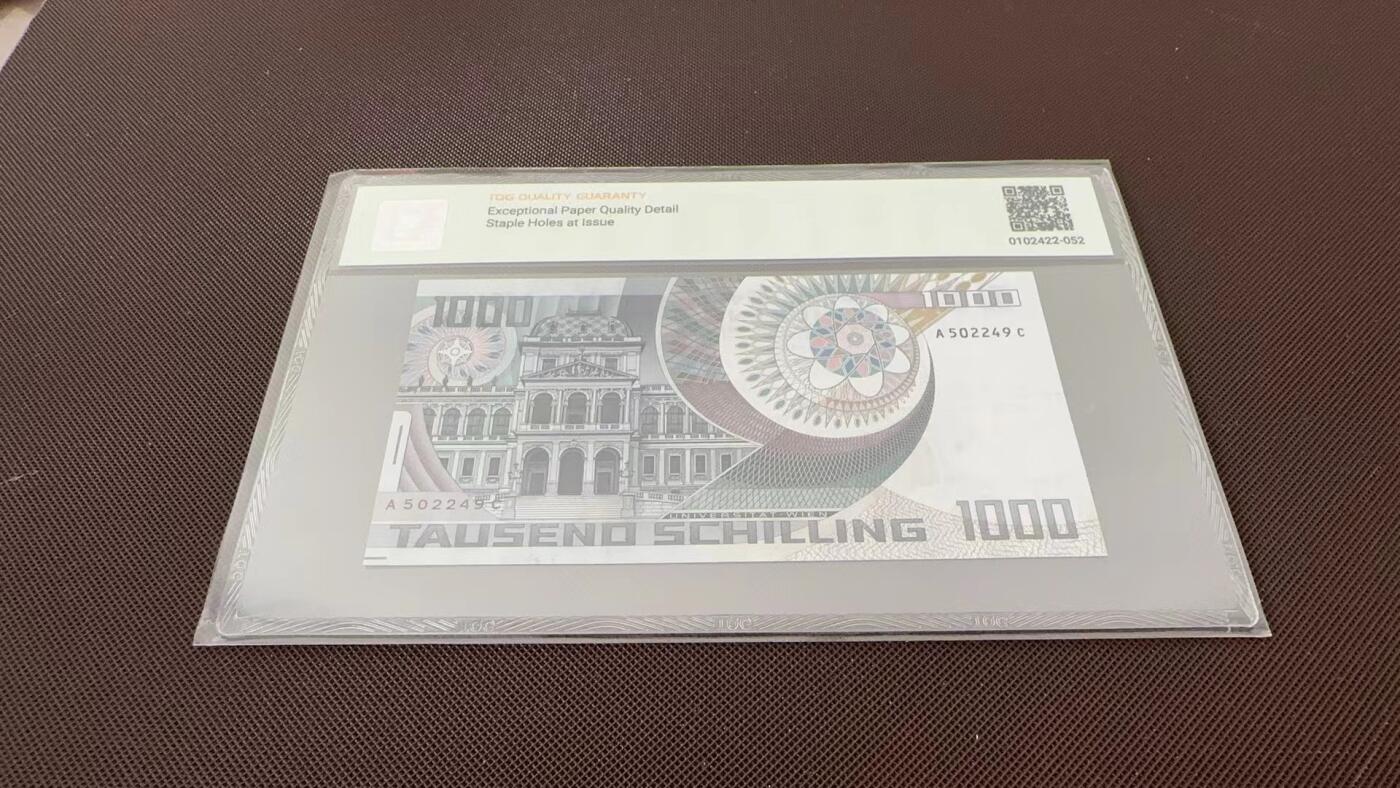 TQG QUALITY GUARANTY
Exceptional Paper Quality Detail
Staple Holes at Issue
0102422-052
1000
1000
A 502249 C
A 502249 C
UNIVERSITÄT WIEN
TAUSEND SCHILLING
1000